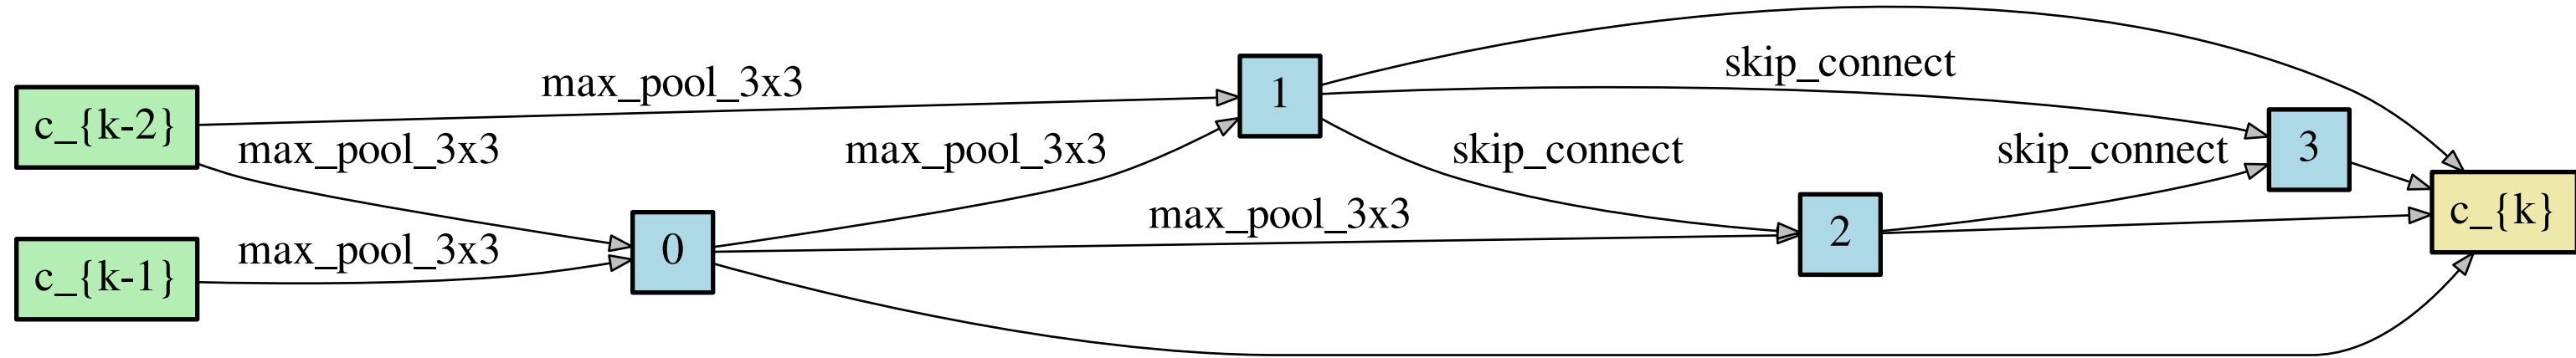 skip_connect
max_pool_3x3
1
c_{k-2}
max_pool_3x3
max_pool_3x3
skip_connect
skip_connect
3
max_pool_3x3
c_{k}
2
max_pool_3x3
0
c_{k-1}